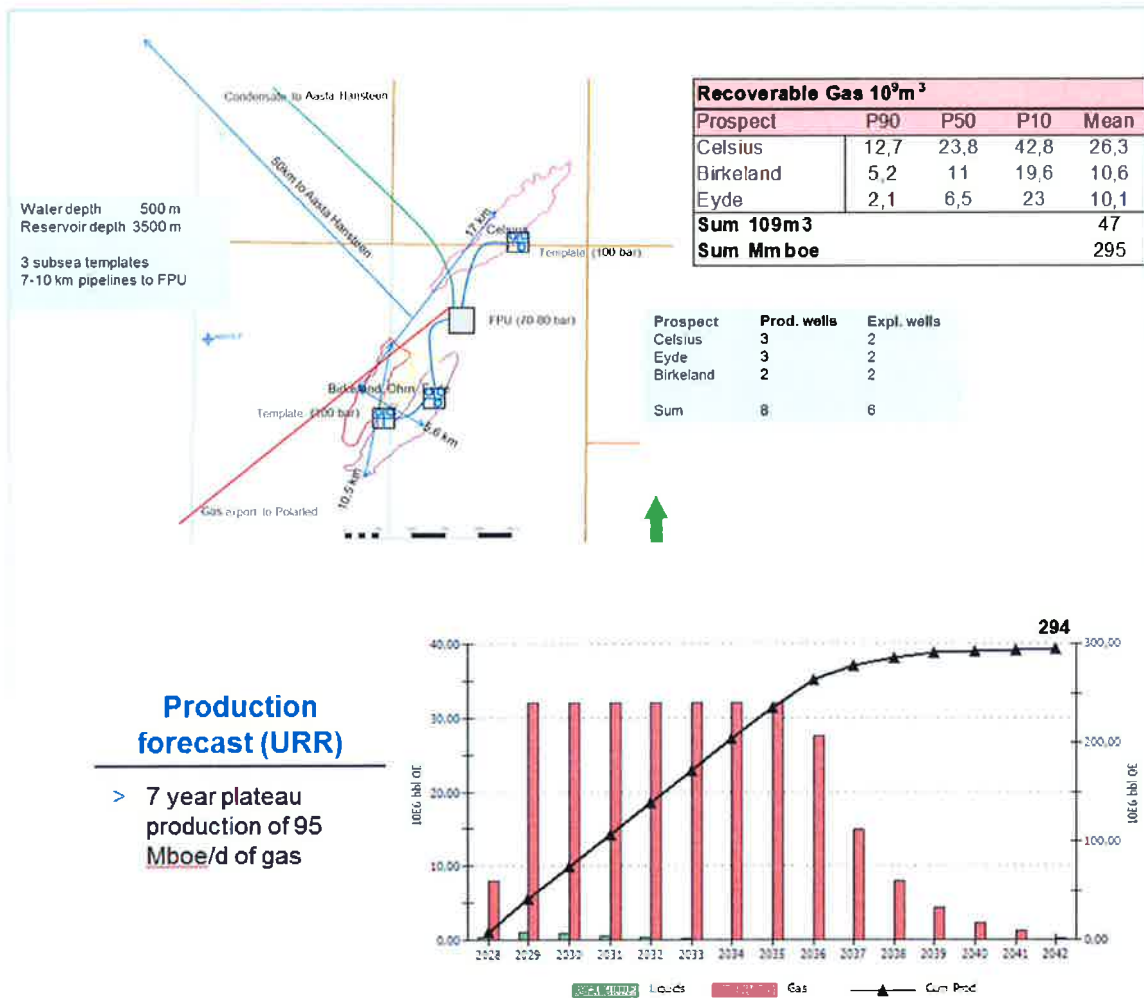 Condensate to Aasta Hansteen
50km to Aasta Hansteen
Water depth 500 m
Reservoir depth 3500 m
3 subsea templates
7-10 km pipelines to FPU
17 km
Celsius
Template (100 bar)
FPU (70-80 bar)
Birkeland Ohm Eyde
Template (100 bar)
5.6 km
10.5 km
Gas export to Polarled
Recoverable Gas 10⁹m³
Prospect P90 P50 P10 Mean
Celsius 12,7 23,8 42,8 26,3
Birkeland 5,2 11 19,6 10,6
Eyde 2,1 6,5 23 10,1
Sum 109m3 47
Sum Mmboe 295
Prospect Prod. wells Expl. wells
Celsius 3 2
Eyde 3 2
Birkeland 2 2
Sum 8 6
Production
forecast (URR)
> 7 year plateau
production of 95
Mboe/d of gas
294
40.00
30.00
20.00
10.00
0.00
300,00
200,00
100,00
0,00
10E6 bbl OE
10E6 bbl OE
2028 2029 2030 2031 2032 2033 2034 2035 2036 2037 2038 2039 2040 2041 2042
Liquids Gas Cum Prod